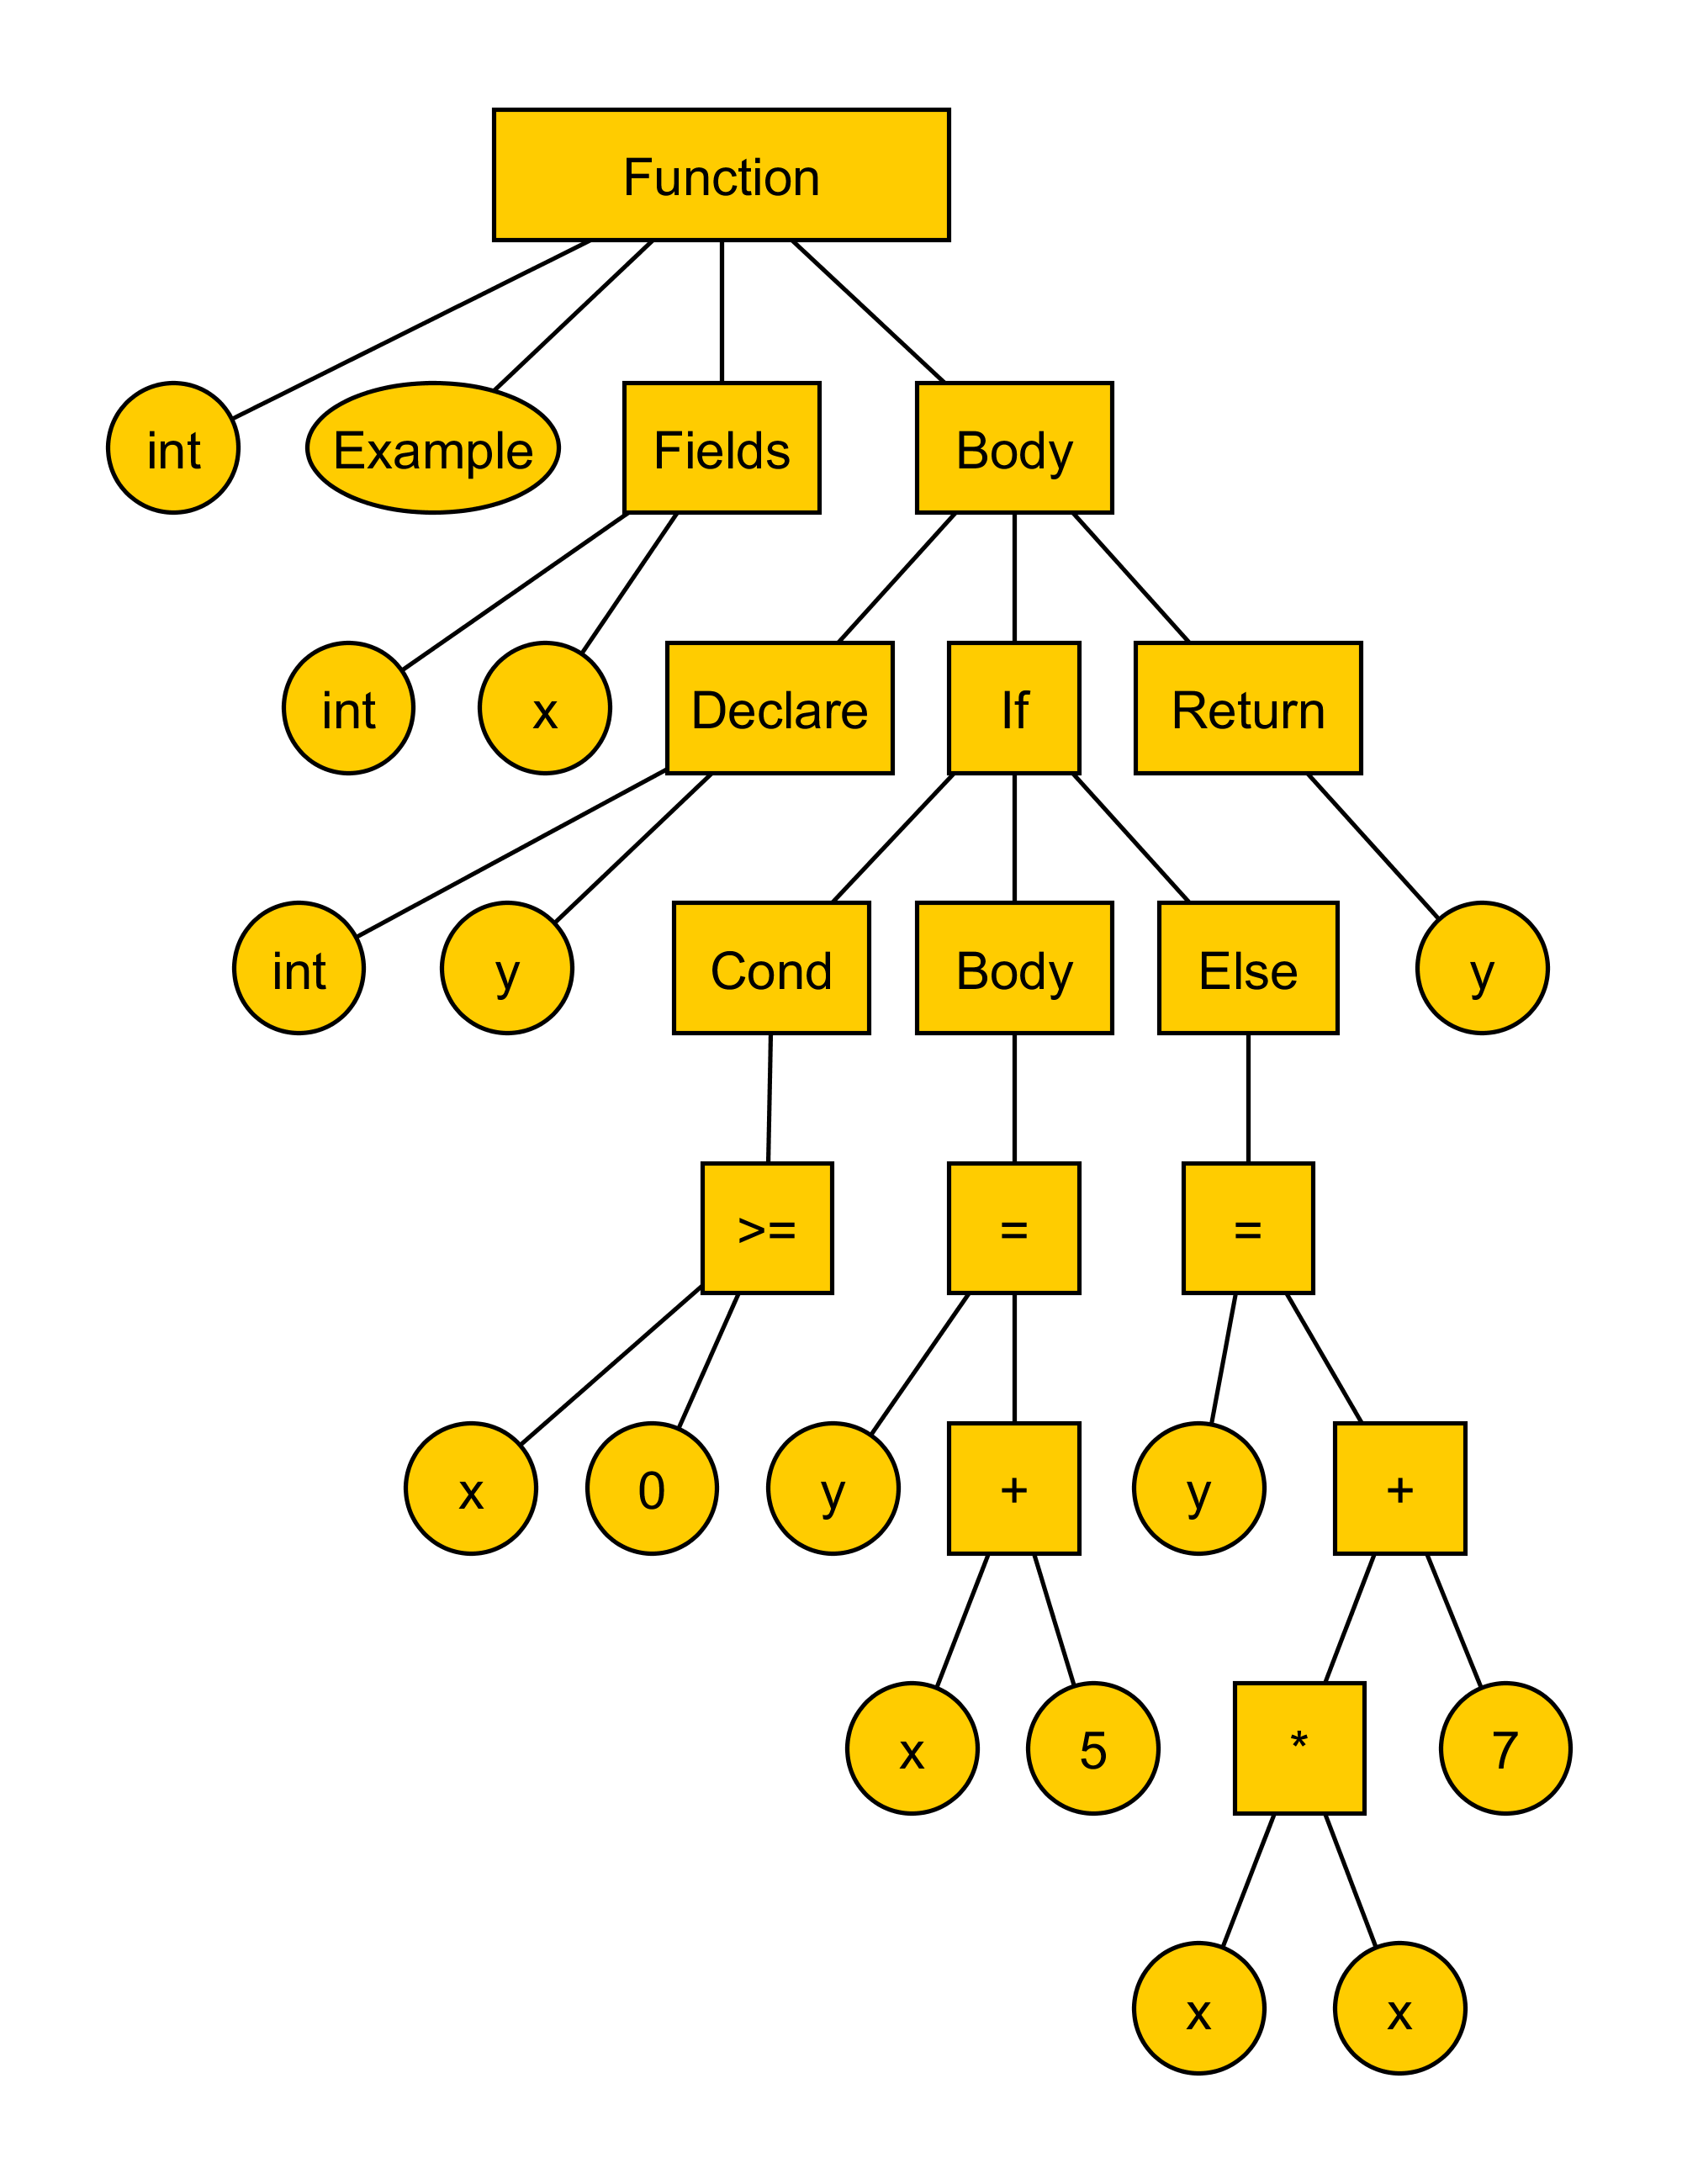 Function
int Example Fields Body
int x Declare If Return
int y Cond Body Else y
>= = =
x 0 y + y +
x 5 * 7
x x